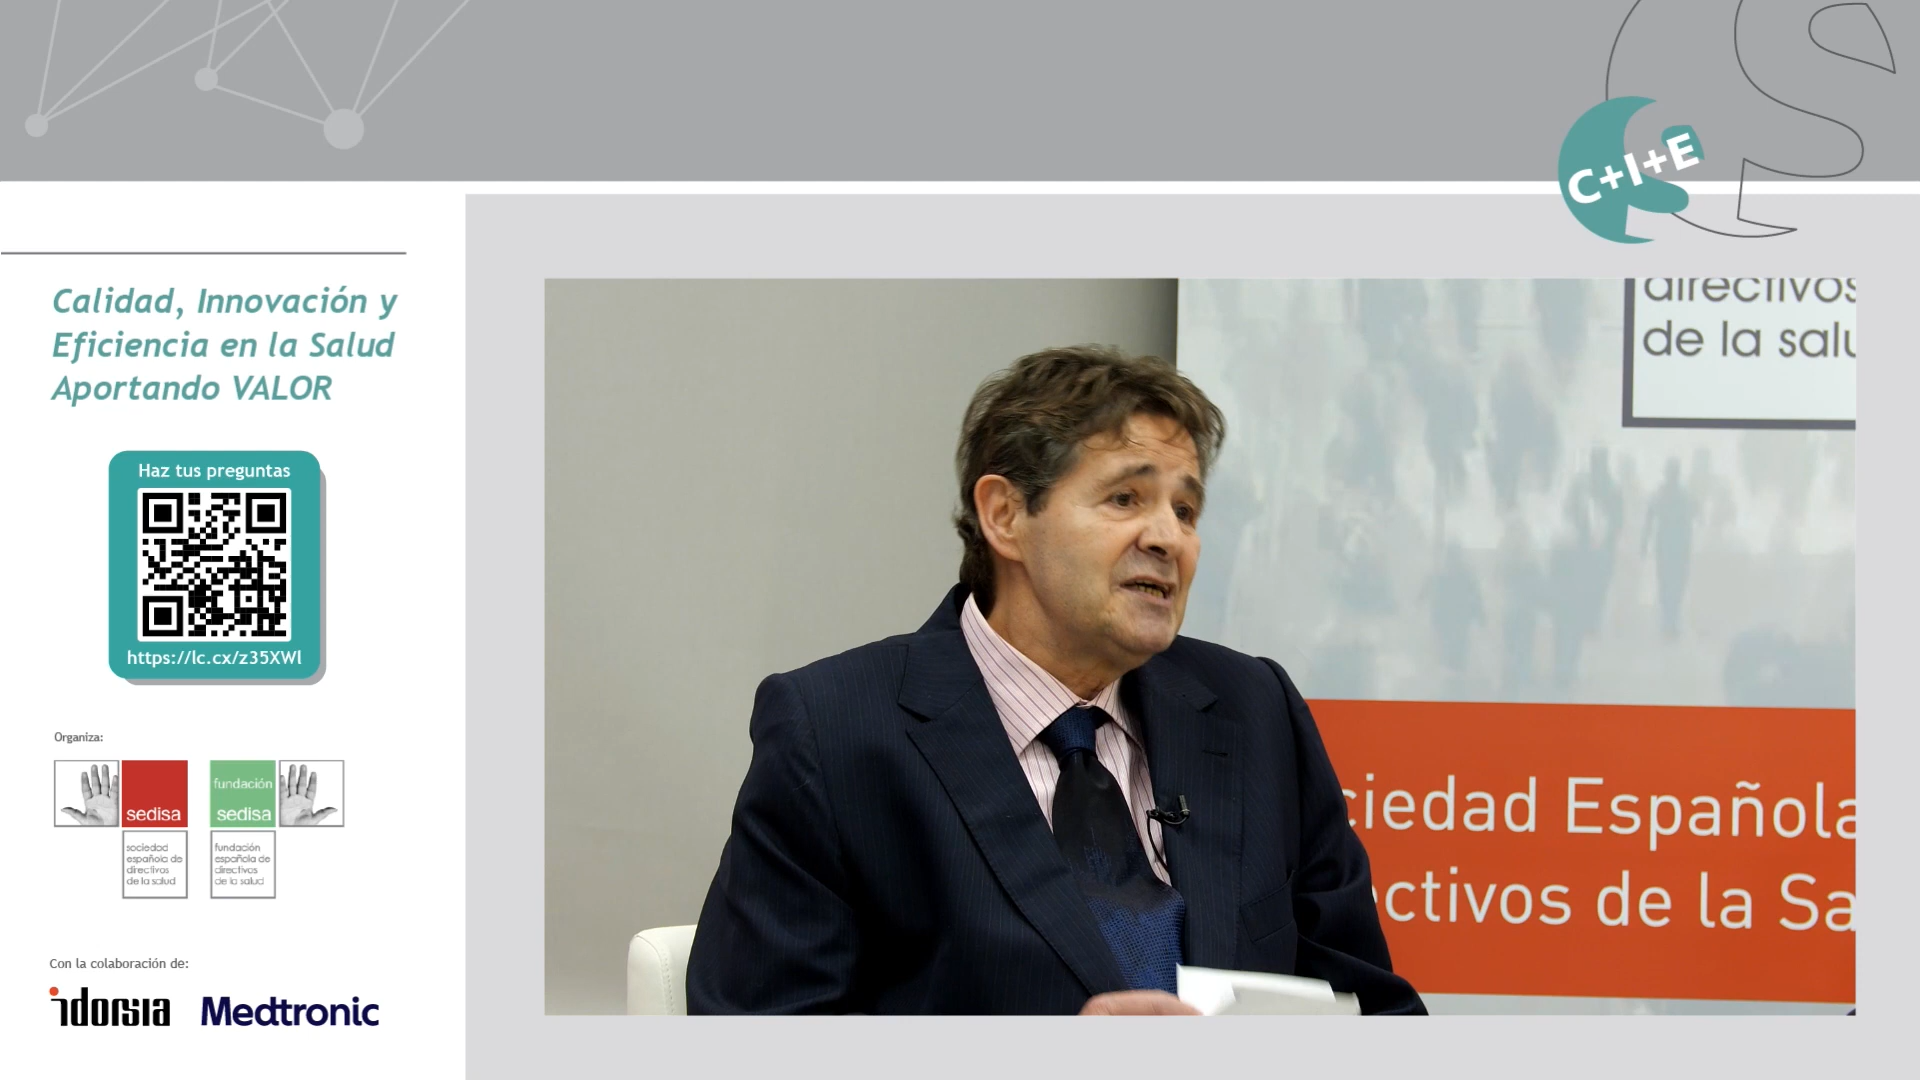 C+I+E
Calidad, Innovación y
Eficiencia en la Salud
Aportando VALOR
Haz tus preguntas
https://lc.cx/z35XWl
Organiza:
sedisa
sociedad
española de
directivos
de la salud
fundación
sedisa
fundación
española de
directivos
de la salud
Con la colaboración de:
idorsia
Medtronic
directivos
de la salu
ciedad Española
ectivos de la Sa